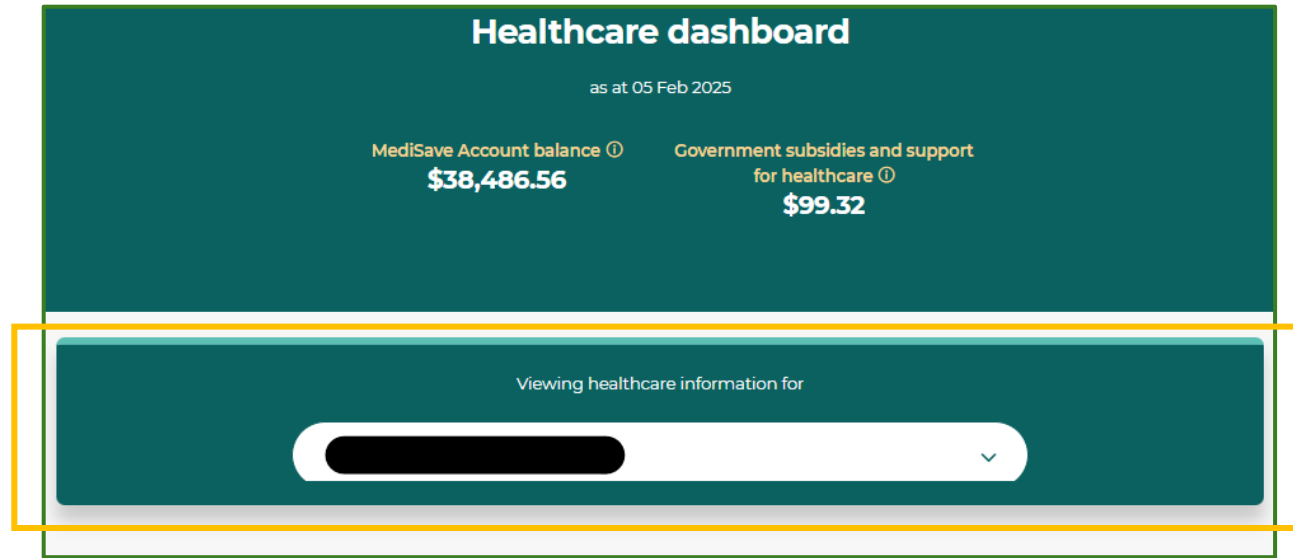 Healthcare dashboard
as at 05 Feb 2025
MediSave Account balance ⓘ
$38,486.56
Government subsidies and support
for healthcare ⓘ
$99.32
Viewing healthcare information for